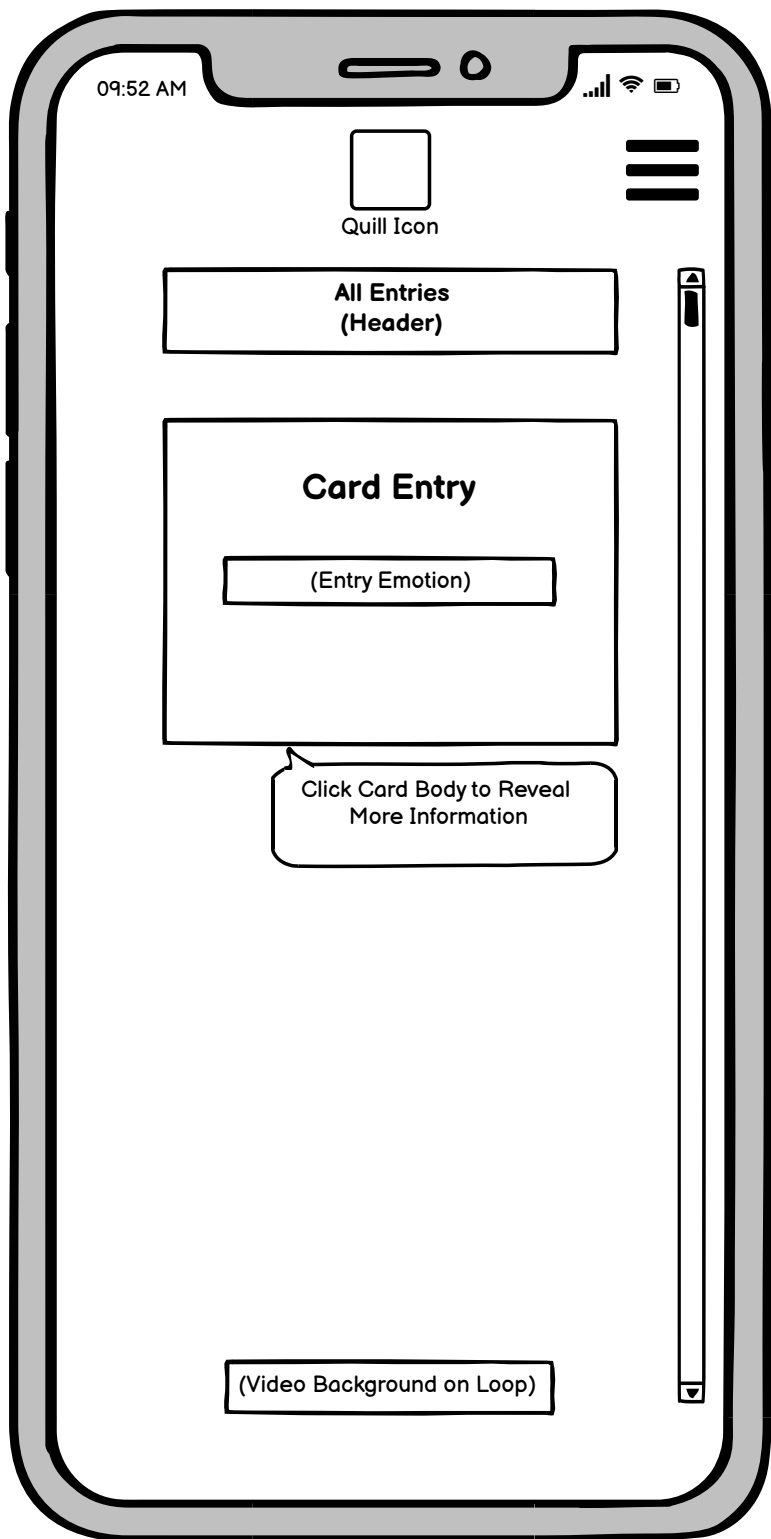 09:52 AM
Quill Icon
All Entries
(Header)
Card Entry
(Entry Emotion)
Click Card Body to Reveal
More Information
(Video Background on Loop)